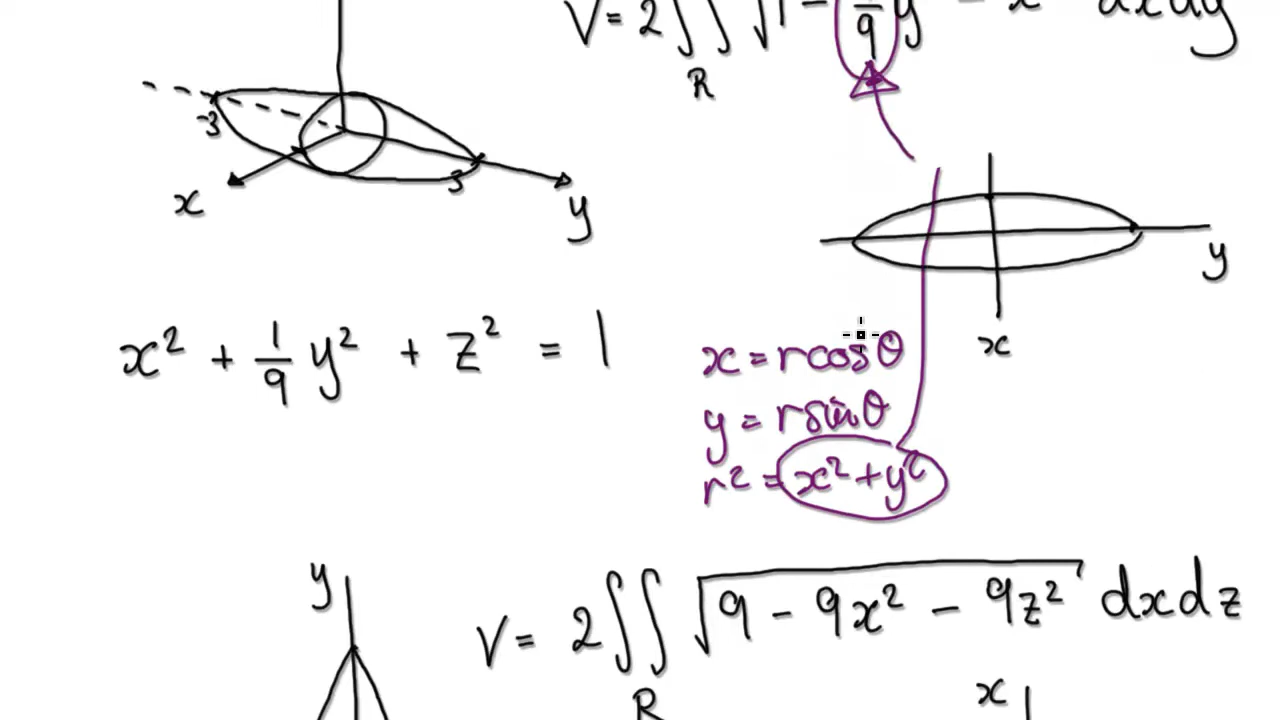 V = 2 ∬ √1 - 1/9 y² - x² dxdy
R
-3
3
x
y
y
x
x² + 1/9 y² + z² = 1
x = r cos θ
y = r sin θ
r² = x² + y²
y
V = 2 ∬ √9 - 9x² - 9z² dxdz
R
x